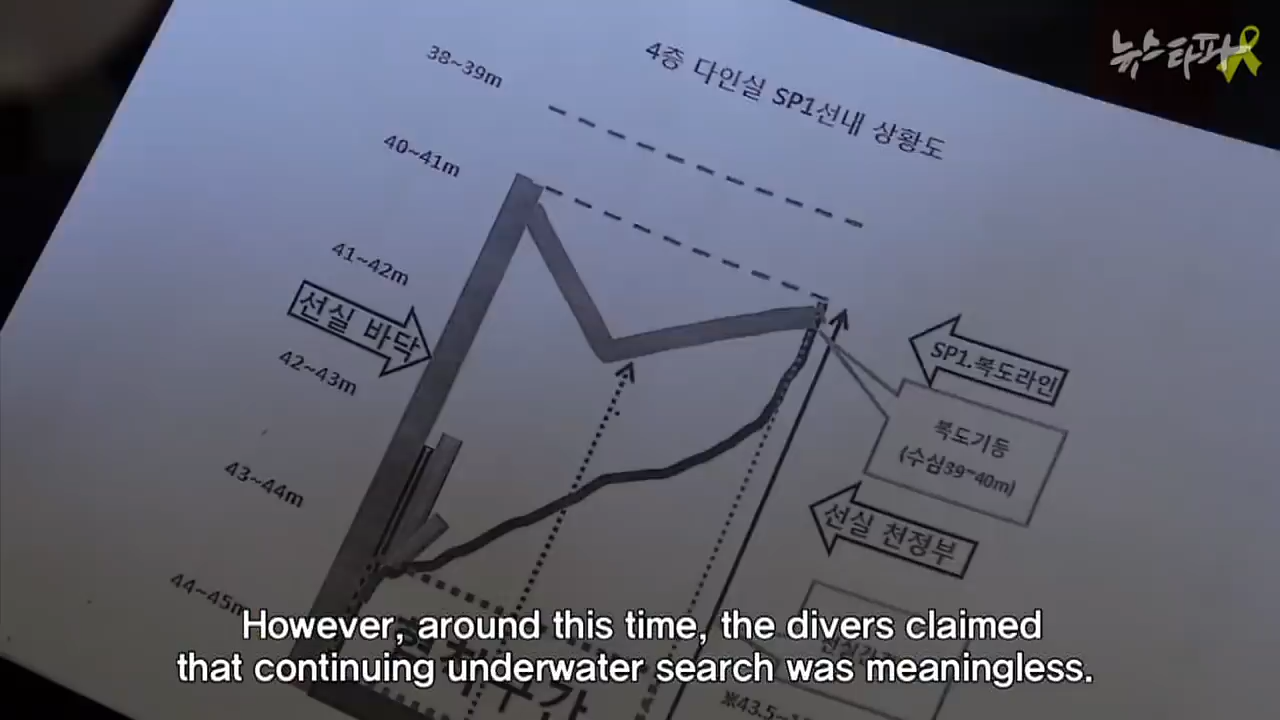 뉴스타파
4층 다인실 SP1선내 상황도
38~39m
40~41m
41~42m
선실 바닥
42~43m
43~44m
44~45m
SP1.복도라인
복도기둥
(수심39~40m)
선실 천정부
However, around this time, the divers claimed
that continuing underwater search was meaningless.